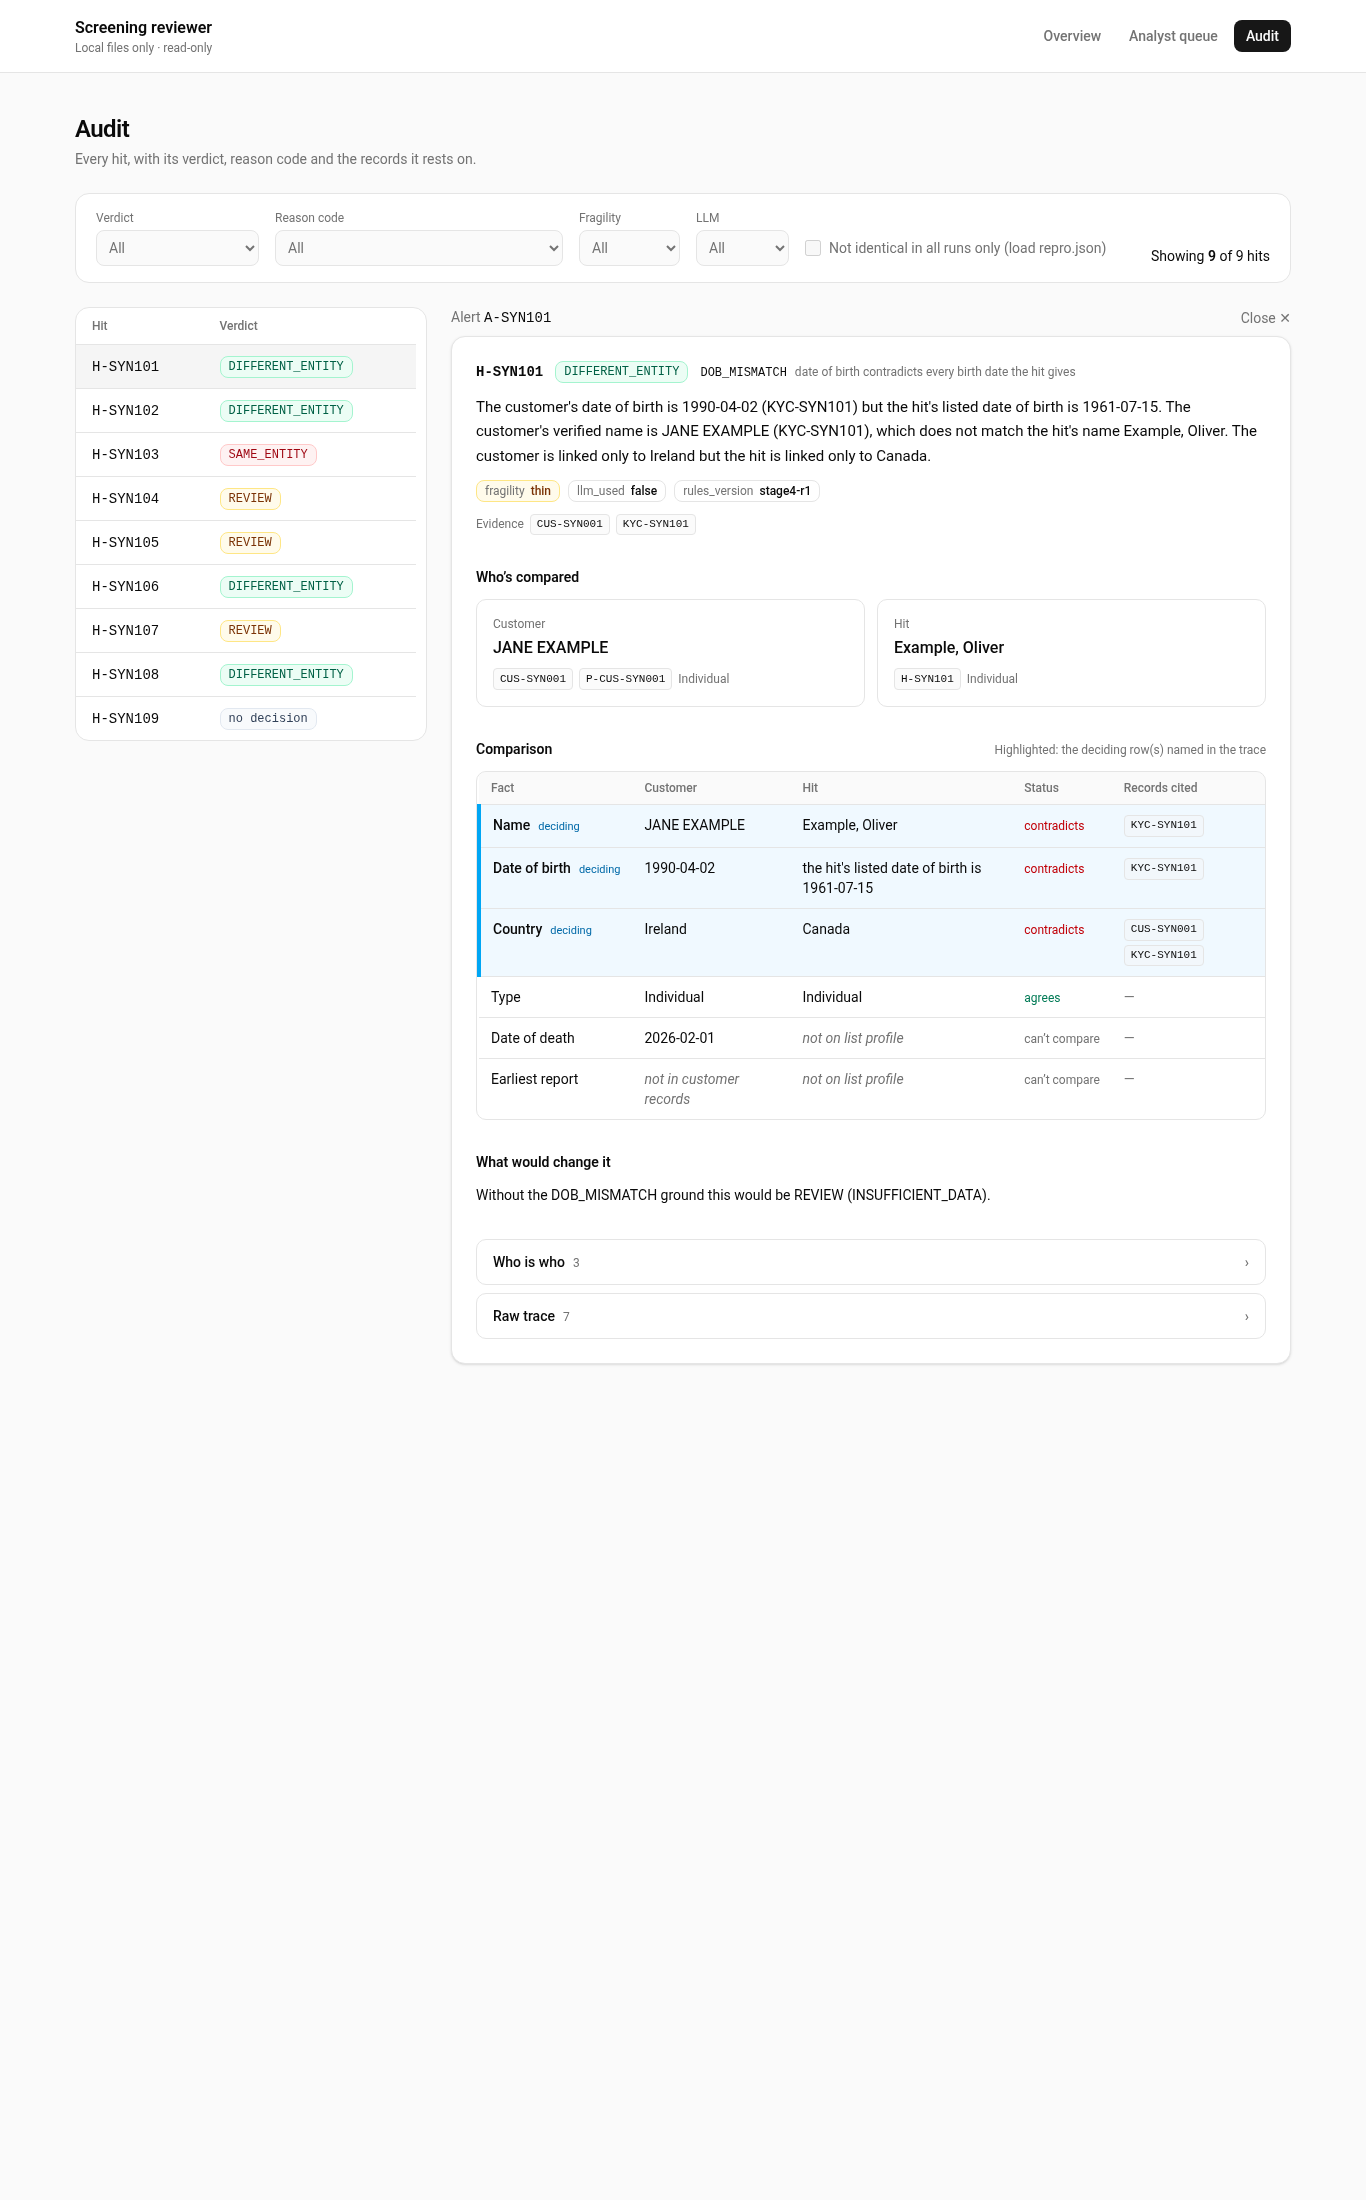 Screening reviewer
Local files only · read-only
Overview
Analyst queue
Audit
Audit
Every hit, with its verdict, reason code and the records it rests on.
Verdict
Reason code
Fragility
LLM
All
All
All
All
Not identical in all runs only (load repro.json)
Showing 9 of 9 hits
Hit Verdict
H-SYN101 DIFFERENT_ENTITY
H-SYN102 DIFFERENT_ENTITY
H-SYN103 SAME_ENTITY
H-SYN104 REVIEW
H-SYN105 REVIEW
H-SYN106 DIFFERENT_ENTITY
H-SYN107 REVIEW
H-SYN108 DIFFERENT_ENTITY
H-SYN109 no decision
Alert A-SYN101
Close ✕
H-SYN101 DIFFERENT_ENTITY DOB_MISMATCH date of birth contradicts every birth date the hit gives
The customer's date of birth is 1990-04-02 (KYC-SYN101) but the hit's listed date of birth is 1961-07-15. The
customer's verified name is JANE EXAMPLE (KYC-SYN101), which does not match the hit's name Example, Oliver. The
customer is linked only to Ireland but the hit is linked only to Canada.
fragility thin llm_used false rules_version stage4-r1
Evidence CUS-SYN001 KYC-SYN101
Who's compared
Customer
JANE EXAMPLE
CUS-SYN001 P-CUS-SYN001 Individual
Hit
Example, Oliver
H-SYN101 Individual
Comparison
Highlighted: the deciding row(s) named in the trace
Fact Customer Hit Status Records cited
Name deciding JANE EXAMPLE Example, Oliver contradicts KYC-SYN101
Date of birth deciding 1990-04-02 the hit's listed date of birth is contradicts KYC-SYN101
1961-07-15
Country deciding Ireland Canada contradicts CUS-SYN001
KYC-SYN101
Type Individual Individual agrees —
Date of death 2026-02-01 not on list profile can't compare —
Earliest report not in customer not on list profile can't compare —
records
What would change it
Without the DOB_MISMATCH ground this would be REVIEW (INSUFFICIENT_DATA).
Who is who 3 ›
Raw trace 7 ›